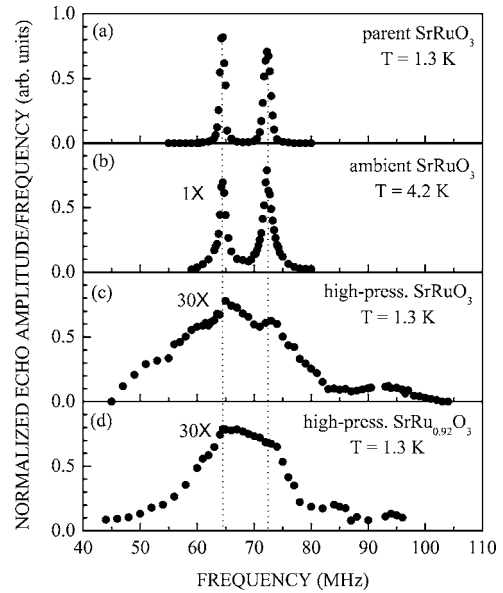 NORMALIZED ECHO AMPLITUDE/FREQUENCY (arb. units)
(a)
parent SrRuO3
T = 1.3 K
1.0
0.5
0.0
(b)
ambient SrRuO3
T = 4.2 K
1X
0.5
0.0
(c)
high-press. SrRuO3
T = 1.3 K
30X
0.5
0.0
(d)
high-press. SrRu0.92O3
T = 1.3 K
30X
0.5
0.0
40 50 60 70 80 90 100 110
FREQUENCY (MHz)